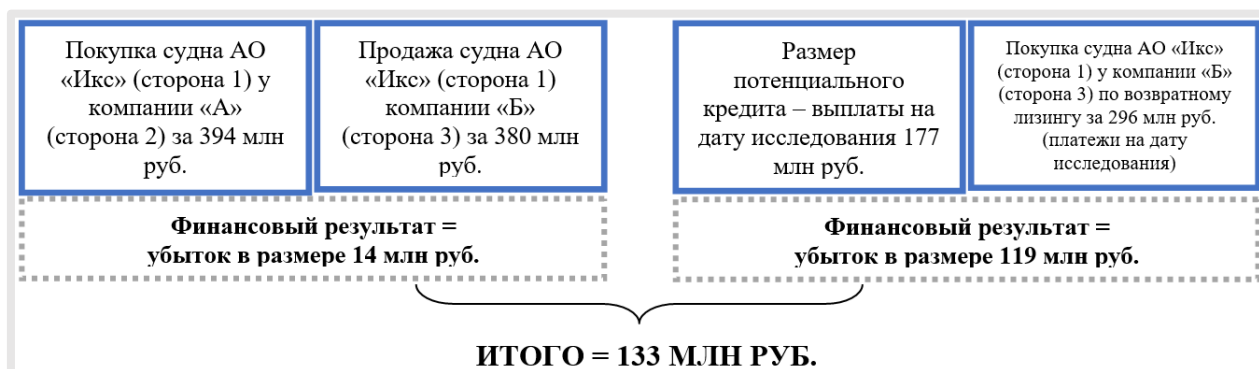 Покупка судна АО
«Икс» (сторона 1) у
компании «А»
(сторона 2) за 394 млн
руб.
Продажа судна АО
«Икс» (сторона 1)
компании «Б»
(сторона 3) за 380 млн
руб.
Размер
потенциального
кредита – выплаты на
дату исследования 177
млн руб.
Покупка судна АО «Икс»
(сторона 1) у компании «Б»
(сторона 3) по возвратному
лизингу за 296 млн руб.
(платежи на дату
исследования)
Финансовый результат =
убыток в размере 14 млн руб.
Финансовый результат =
убыток в размере 119 млн руб.
ИТОГО = 133 МЛН РУБ.